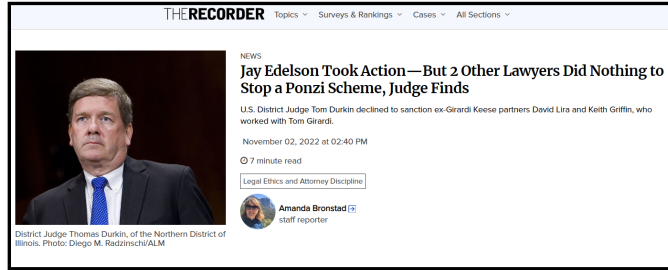 THE RECORDER Topics Surveys & Rankings Cases All Sections
NEWS
Jay Edelson Took Action—But 2 Other Lawyers Did Nothing to
Stop a Ponzi Scheme, Judge Finds
U.S. District Judge Tom Durkin declined to sanction ex-Girardi Keese partners David Lira and Keith Griffin, who
worked with Tom Girardi.
November 02, 2022 at 02:40 PM
7 minute read
Legal Ethics and Attorney Discipline
Amanda Bronstad
staff reporter
District Judge Thomas Durkin, of the Northern District of
Illinois. Photo: Diego M. Radzinschi/ALM